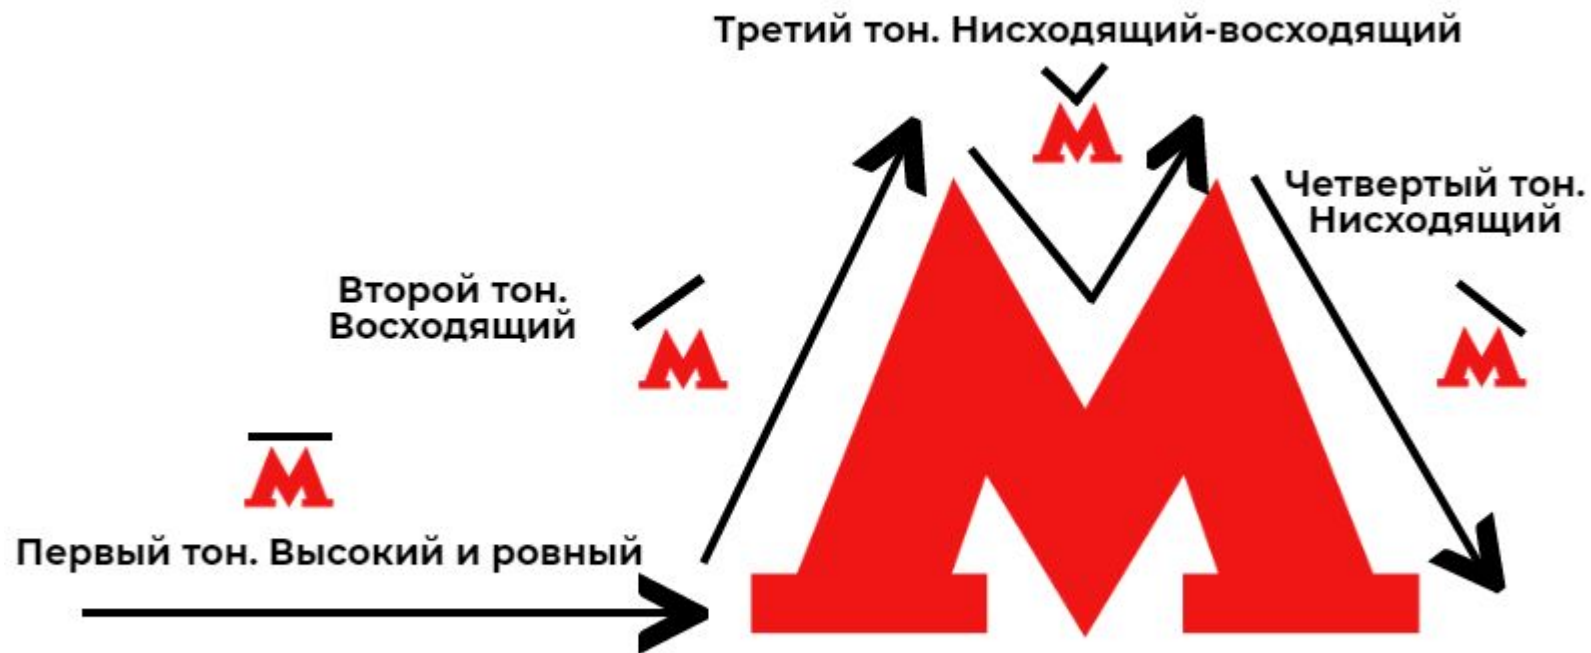 Третий тон. Нисходящий-восходящий
Четвертый тон.
Нисходящий
Второй тон.
Восходящий
Первый тон. Высокий и ровный